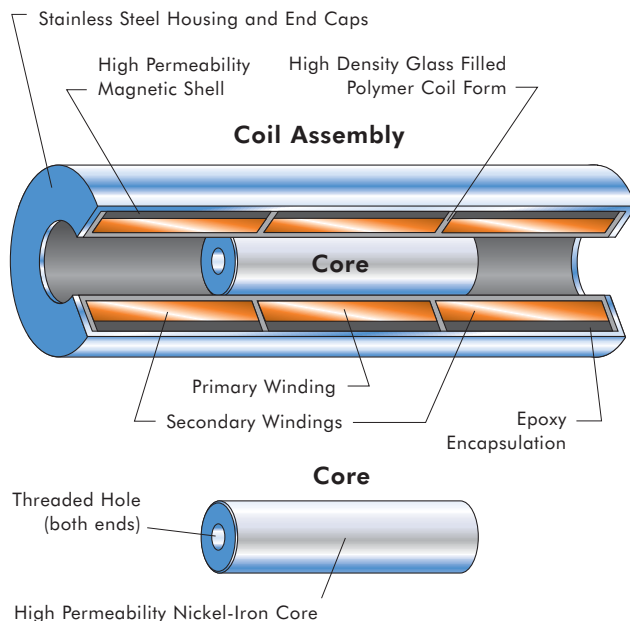 Stainless Steel Housing and End Caps
High Permeability
Magnetic Shell
High Density Glass Filled
Polymer Coil Form
Coil Assembly
Core
Primary Winding
Secondary Windings
Epoxy
Encapsulation
Core
Threaded Hole
(both ends)
High Permeability Nickel-Iron Core